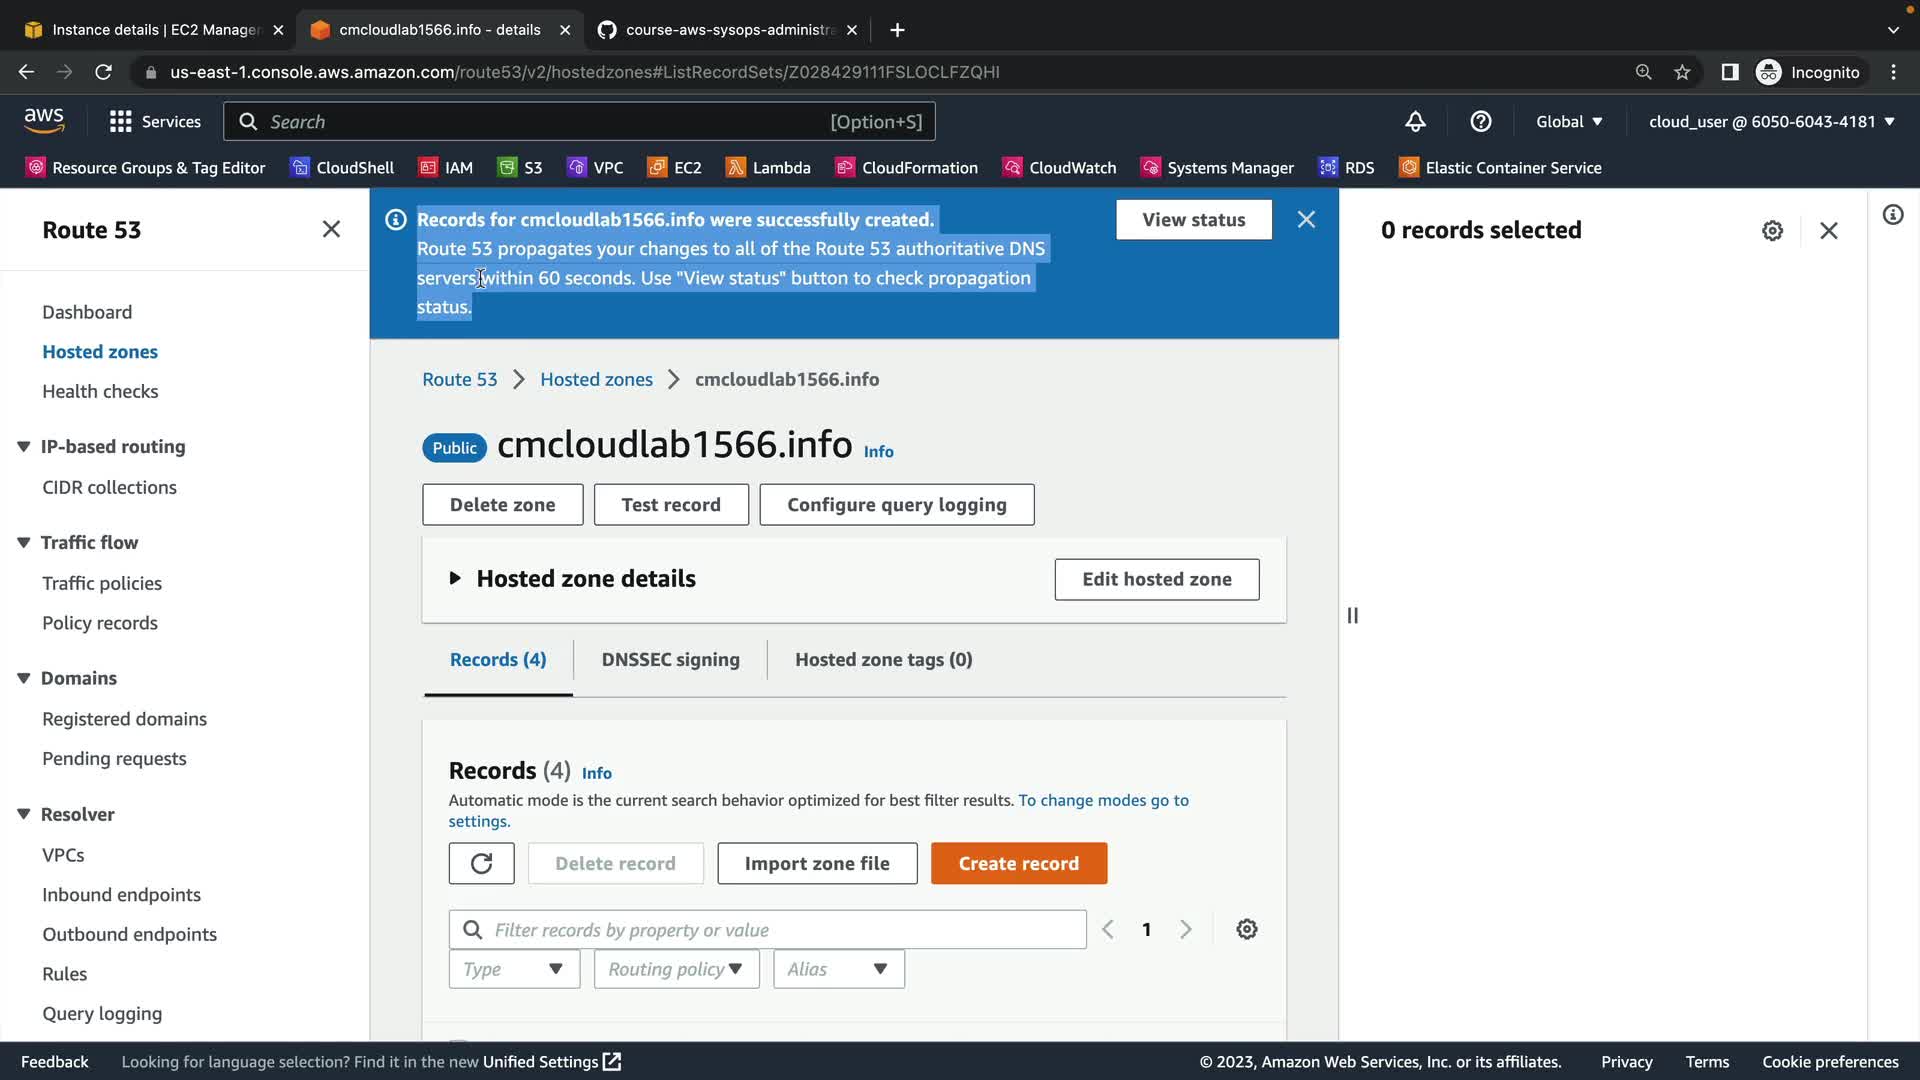 Instance details | EC2 Manager
cmcloudlab1566.info - details
course-aws-sysops-administra
us-east-1.console.aws.amazon.com/route53/v2/hostedzones#ListRecordSets/Z028429111FSLOCLFZQHI
Incognito
aws
Services
Search
[Option+S]
Global
cloud_user @ 6050-6043-4181
Resource Groups & Tag Editor
CloudShell
IAM
S3
VPC
EC2
Lambda
CloudFormation
CloudWatch
Systems Manager
RDS
Elastic Container Service
Route 53
Dashboard
Hosted zones
Health checks
IP-based routing
CIDR collections
Traffic flow
Traffic policies
Policy records
Domains
Registered domains
Pending requests
Resolver
VPCs
Inbound endpoints
Outbound endpoints
Rules
Query logging
Records for cmcloudlab1566.info were successfully created.
Route 53 propagates your changes to all of the Route 53 authoritative DNS
servers within 60 seconds. Use "View status" button to check propagation
status.
View status
Route 53
Hosted zones
cmcloudlab1566.info
Public
cmcloudlab1566.info
Info
Delete zone
Test record
Configure query logging
Hosted zone details
Edit hosted zone
Records (4)
DNSSEC signing
Hosted zone tags (0)
Records (4)
Info
Automatic mode is the current search behavior optimized for best filter results. To change modes go to
settings.
Delete record
Import zone file
Create record
Filter records by property or value
1
Type
Routing policy
Alias
0 records selected
Feedback
Looking for language selection? Find it in the new Unified Settings
© 2023, Amazon Web Services, Inc. or its affiliates.
Privacy
Terms
Cookie preferences